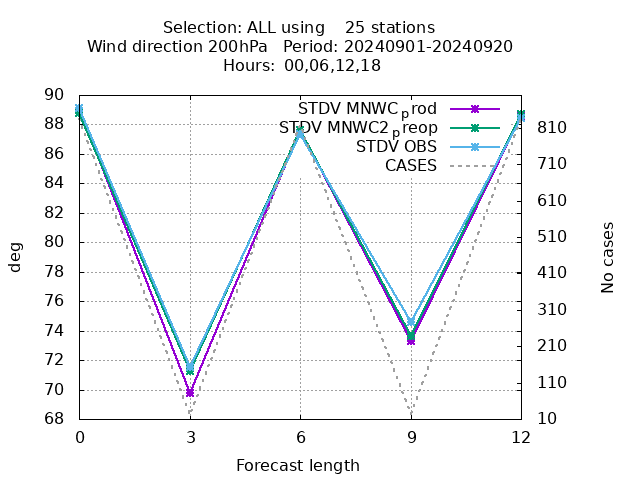 Selection: ALL using    25 stations
Wind direction 200hPa   Period: 20240901-20240920
Hours: 00,06,12,18
STDV MNWC_prod
STDV MNWC2_preop
STDV OBS
CASES
deg
90
88
86
84
82
80
78
76
74
72
70
68
810
710
610
510
410
310
210
110
10
No cases
0 3 6 9 12
Forecast length